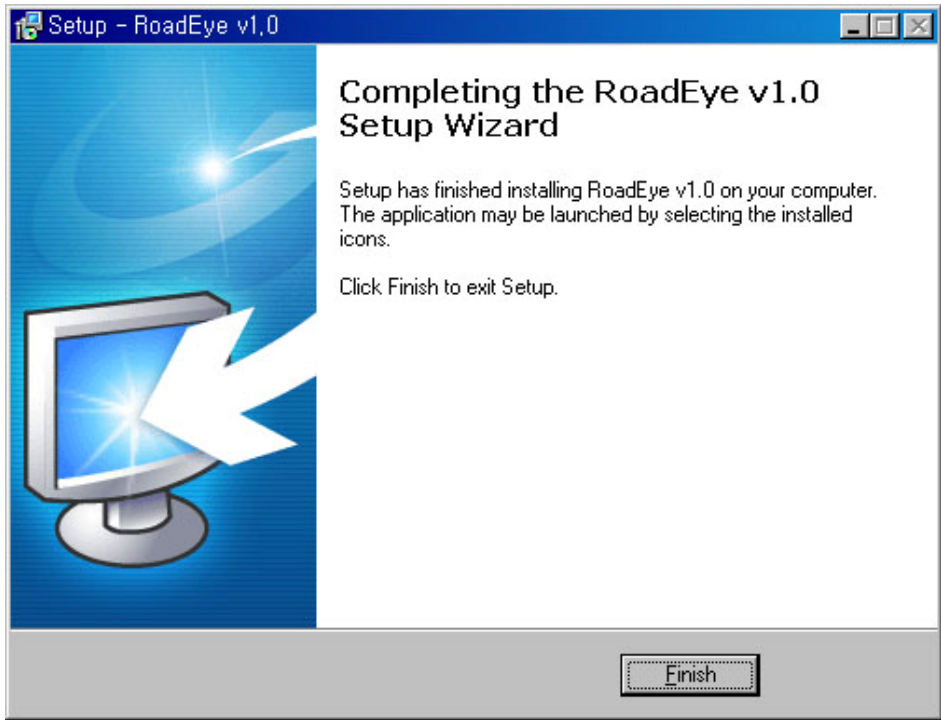 Setup - RoadEye v1,0
Completing the RoadEye v1.0
Setup Wizard
Setup has finished installing RoadEye v1.0 on your computer.
The application may be launched by selecting the installed
icons.
Click Finish to exit Setup.
Finish